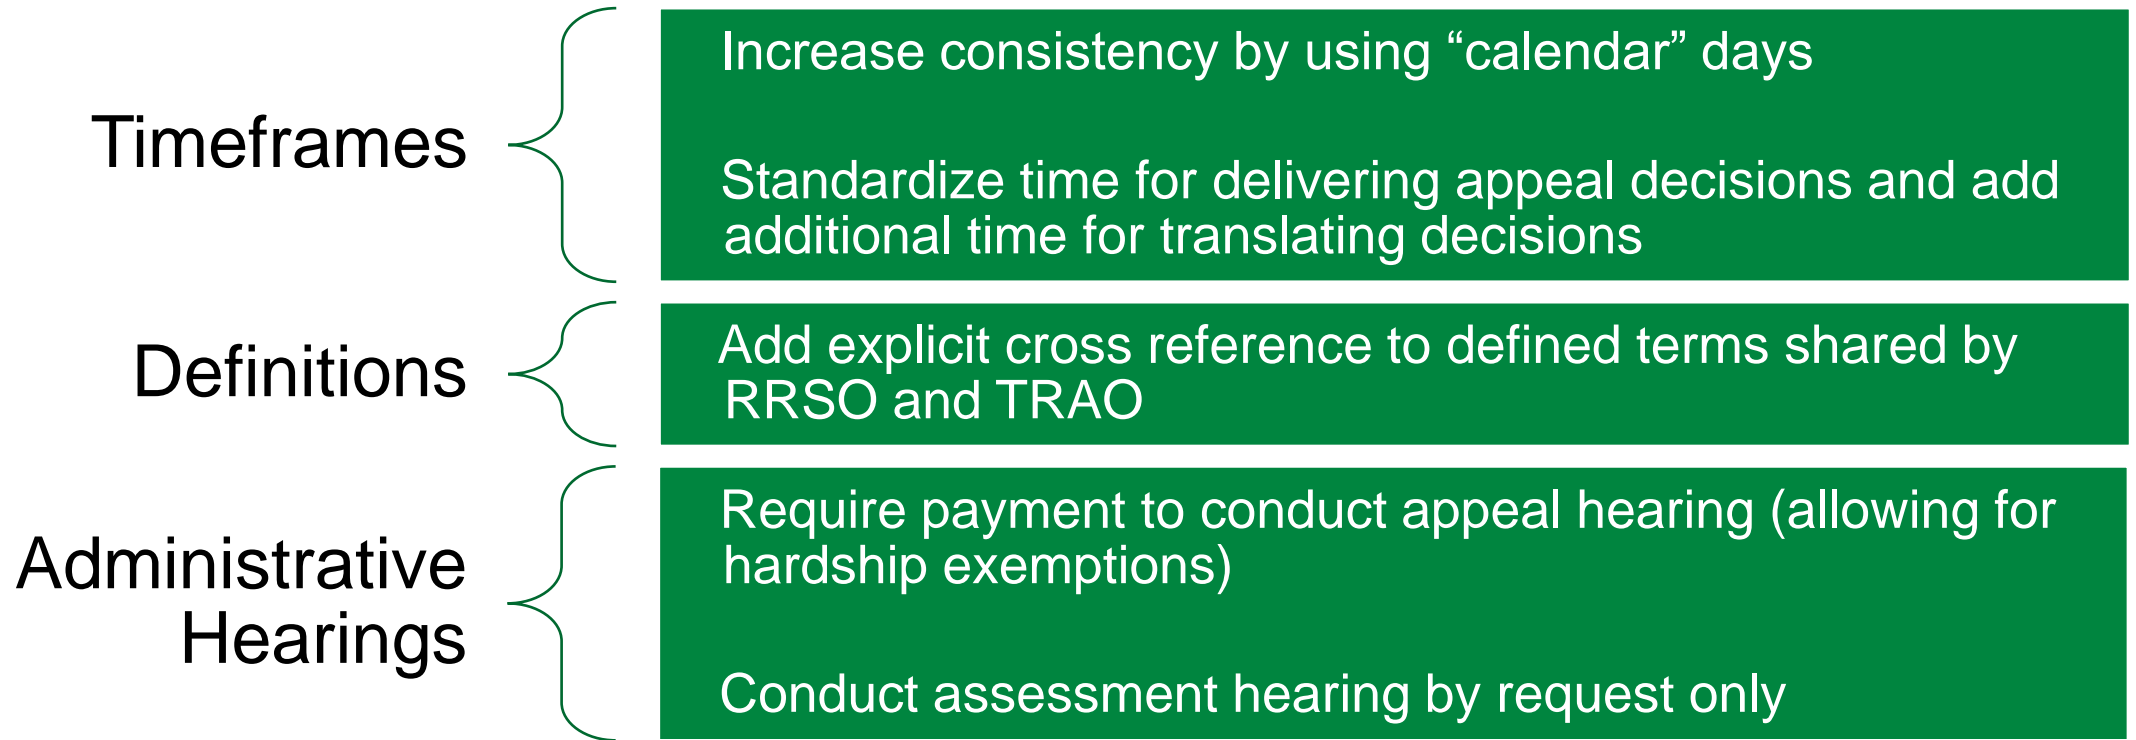 Timeframes
Increase consistency by using “calendar” days
Standardize time for delivering appeal decisions and add
additional time for translating decisions
Definitions
Add explicit cross reference to defined terms shared by
RRSO and TRAO
Administrative
Hearings
Require payment to conduct appeal hearing (allowing for
hardship exemptions)
Conduct assessment hearing by request only